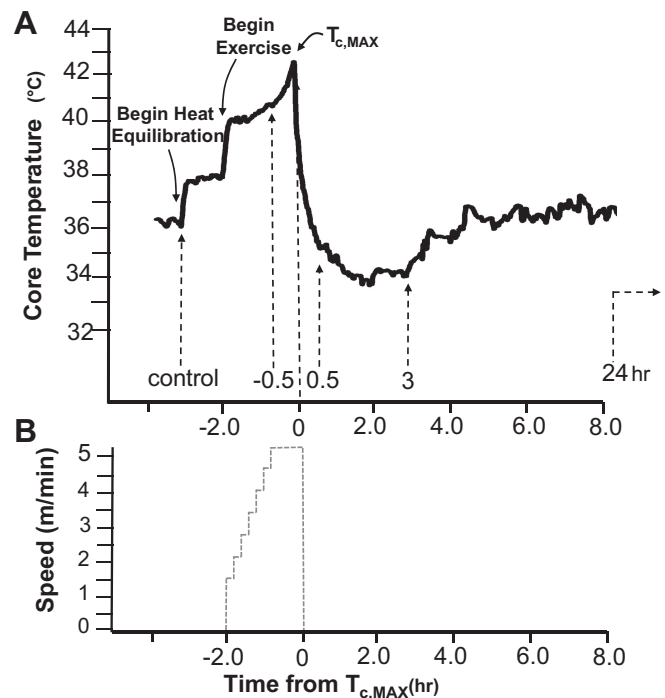 A
Begin
Exercise
T c,MAX
Begin Heat
Equilibration
Core Temperature (°C)
44
42
40
38
36
34
32
control
-0.5
0.5
3
24 hr
-2.0
0
2.0
4.0
6.0
8.0
B
Speed (m/min)
5
4
3
2
1
0
-2.0
0
2.0
4.0
6.0
8.0
Time from T c,MAX(hr)